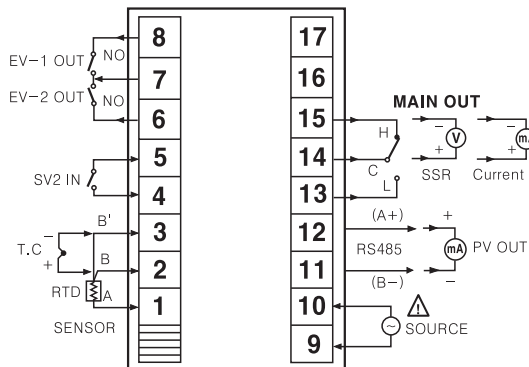 8
17
EV-1 OUT
NO
7
16
EV-2 OUT
NO
MAIN OUT
6
15
H
-
V
+
-
+
5
14
C
SSR
Current
SV2 IN
4
13
L
3
12
B'
(A+)
+
-
T.C
+
B
RS485
mA
PV OUT
2
11
(B-)
-
RTD
A
1
10
!
SENSOR
~
SOURCE
9